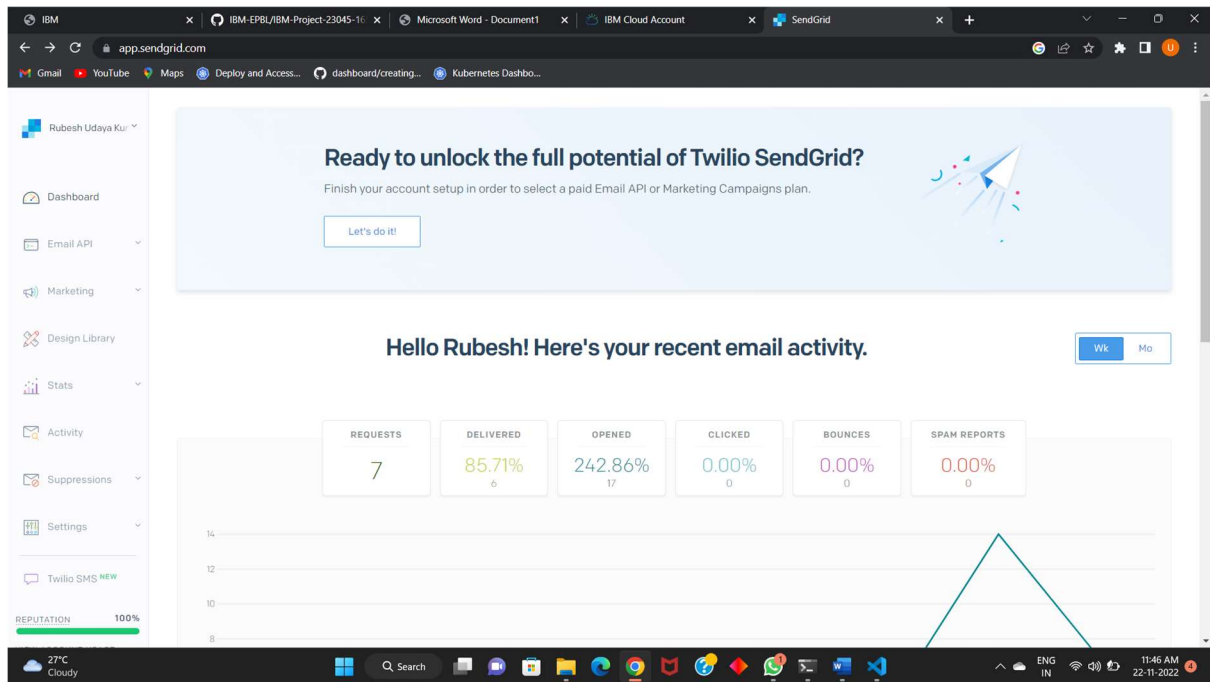 IBM
IBM-EPBL/IBM-Project-23045-16
Microsoft Word - Document1
IBM Cloud Account
SendGrid
app.sendgrid.com
U
Gmail
YouTube
Maps
Deploy and Access...
dashboard/creating...
Kubernetes Dashbo...
Rubesh Udaya Kur
Dashboard
Email API
Marketing
Design Library
Stats
Activity
Suppressions
Settings
Twilio SMS NEW
REPUTATION 100%
Ready to unlock the full potential of Twilio SendGrid?
Finish your account setup in order to select a paid Email API or Marketing Campaigns plan.
Let's do it!
Hello Rubesh! Here's your recent email activity.
Wk Mo
REQUESTS DELIVERED OPENED CLICKED BOUNCES SPAM REPORTS
7 85.71% 242.86% 0.00% 0.00% 0.00%
6 17 0 0 0
14
12
10
8
27°C
Cloudy
Search
ENG
IN
11:46 AM
22-11-2022
4